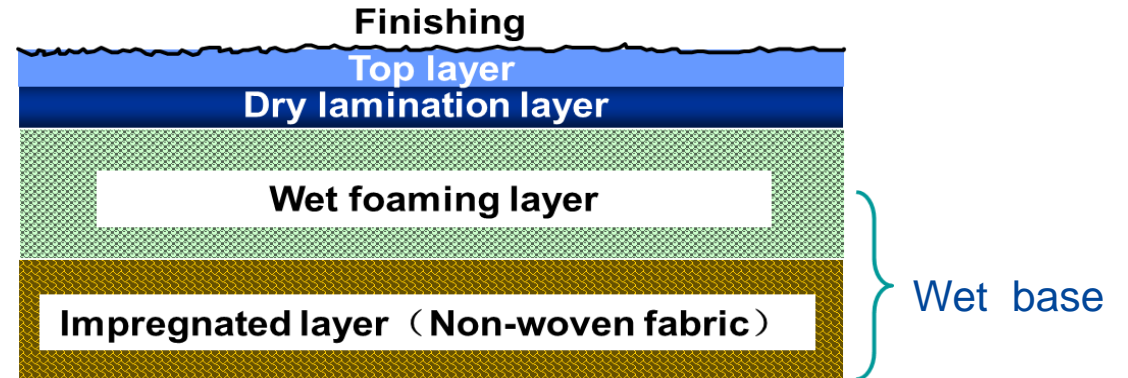 Finishing
Top layer
Dry lamination layer
Wet foaming layer
Impregnated layer（Non-woven fabric）
Wet base